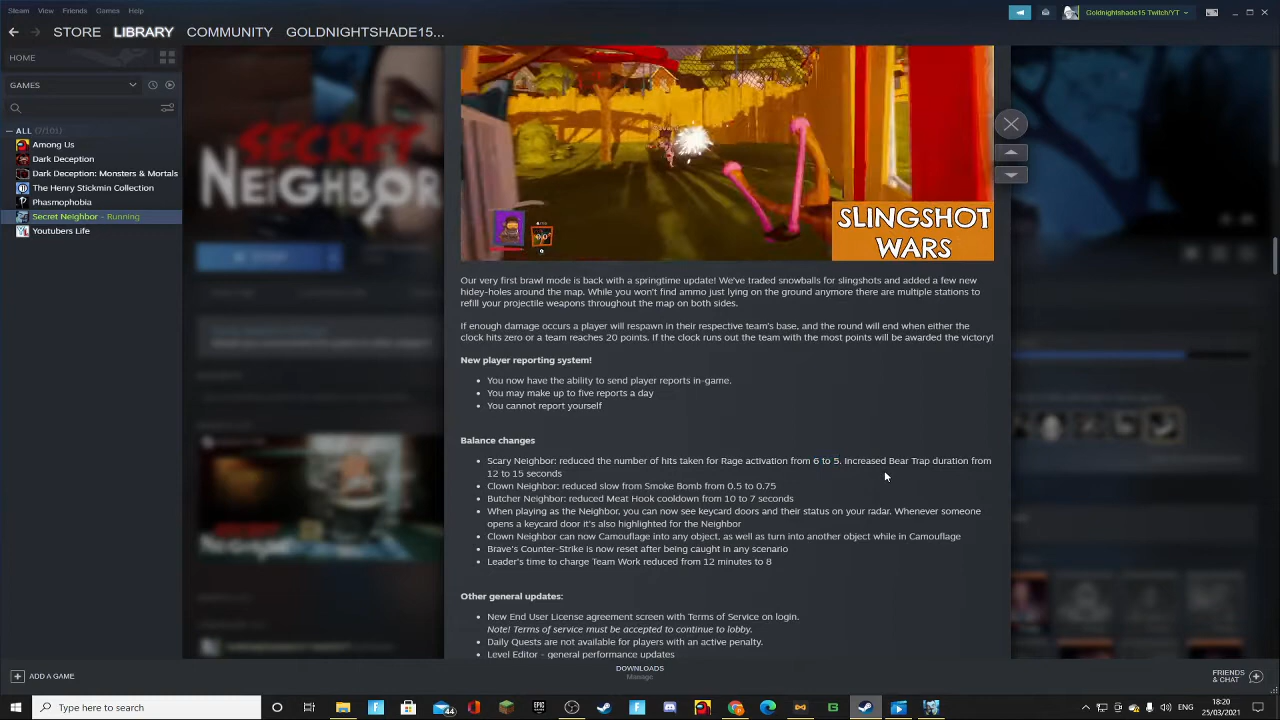 Steam View Friends Games Help
Goldnightshade15 Twitch/YT
STORE LIBRARY COMMUNITY GOLDNIGHTSHADE15...
HOME
GAMES
ALL (7/101)
Among Us
Dark Deception
Dark Deception: Monsters & Mortals
The Henry Stickmin Collection
Phasmophobia
Secret Neighbor - Running
Youtubers Life
SECRET
NEIGHBOR
SLINGSHOT
WARS
Our very first brawl mode is back with a springtime update! We've traded snowballs for slingshots and added a few new
hidey-holes around the map. While you won't find ammo just lying on the ground anymore there are multiple stations to
refill your projectile weapons throughout the map on both sides.
If enough damage occurs a player will respawn in their respective team's base, and the round will end when either the
clock hits zero or a team reaches 20 points. If the clock runs out the team with the most points will be awarded the victory!
New player reporting system!
• You now have the ability to send player reports in-game.
• You may make up to five reports a day
• You cannot report yourself
Balance changes
• Scary Neighbor: reduced the number of hits taken for Rage activation from 6 to 5. Increased Bear Trap duration from
12 to 15 seconds
• Clown Neighbor: reduced slow from Smoke Bomb from 0.5 to 0.75
• Butcher Neighbor: reduced Meat Hook cooldown from 10 to 7 seconds
• When playing as the Neighbor, you can now see keycard doors and their status on your radar. Whenever someone
opens a keycard door it's also highlighted for the Neighbor
• Clown Neighbor can now Camouflage into any object, as well as turn into another object while in Camouflage
• Brave's Counter-Strike is now reset after being caught in any scenario
• Leader's time to charge Team Work reduced from 12 minutes to 8
Other general updates:
• New End User License agreement screen with Terms of Service on login.
Note! Terms of service must be accepted to continue to lobby.
• Daily Quests are not available for players with an active penalty.
• Level Editor - general performance updates
ADD A GAME
DOWNLOADS
Manage
FRIENDS
& CHAT
Type here to search
44
ENG
18:20
25/03/2021